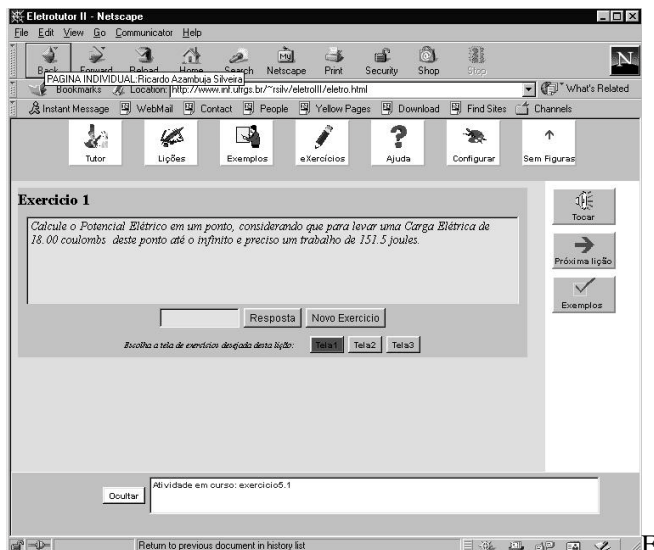 Eletrotutor II - Netscape
File Edit View Go Communicator Help
Back Forward Reload Home Search Netscape Print Security Shop Stop
PAGINA INDIVIDUAL:Ricardo Azambuja Silveira
Bookmarks Location: http://www.inf.ufrgs.br/~rsilv/eletroIII/eletro.html What's Related
Instant Message WebMail Contact People Yellow Pages Download Find Sites Channels
Tutor Lições Exemplos eXercícios Ajuda Configurar Sem Figuras
Exercicio 1
Calcule o Potencial Elétrico em um ponto, considerando que para levar uma Carga Elétrica de
18.00 coulombs deste ponto até o infinito e preciso um trabalho de 151.5 joules.
Resposta Novo Exercicio
Escolha a tela de exercícios desejada desta lição: Tela1 Tela2 Tela3
Tocar
Próxima lição
Exemplos
Ocultar
Atividade em curso: exercicio5.1
Return to previous document in history list